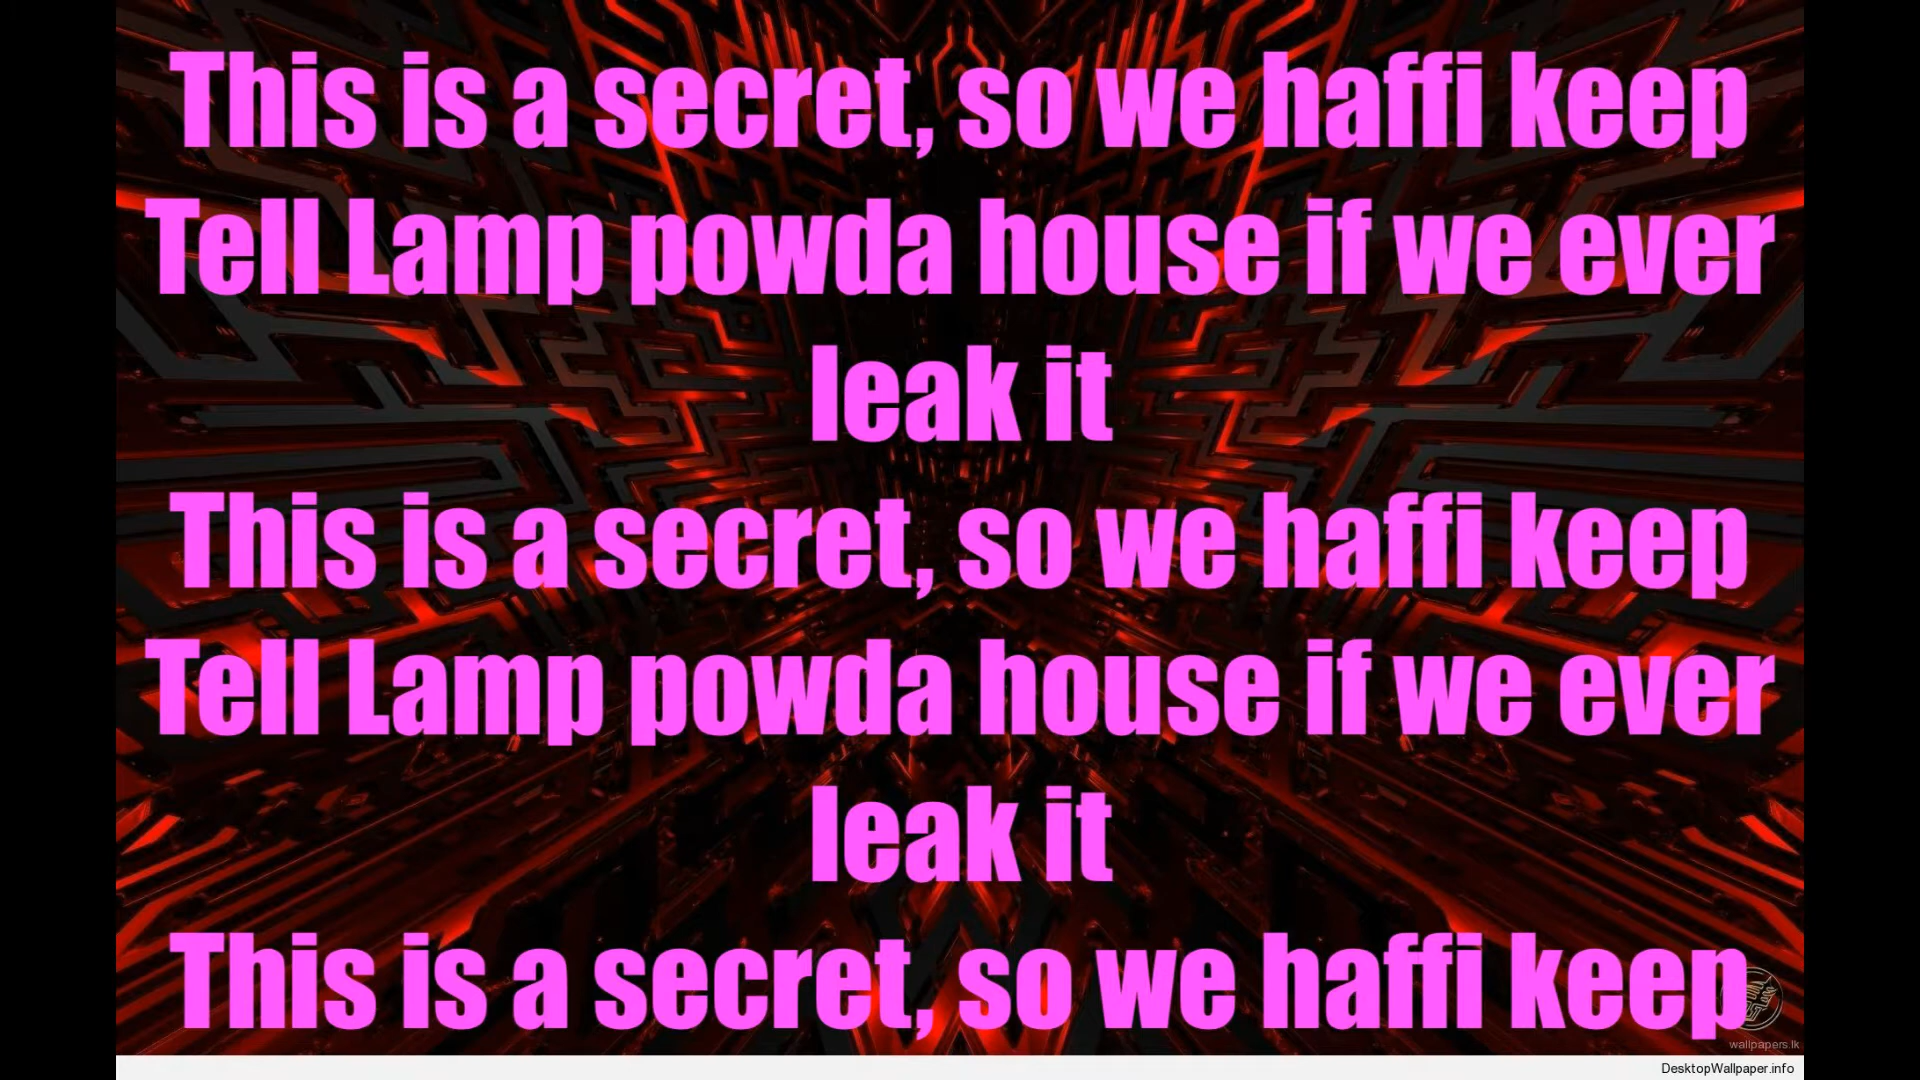 This is a secret, so we haffi keep
Tell Lamp powda house if we ever
leak it
This is a secret, so we haffi keep
Tell Lamp powda house if we ever
leak it
This is a secret, so we haffi keep
wallpapers.lk
DesktopWallpaper.info